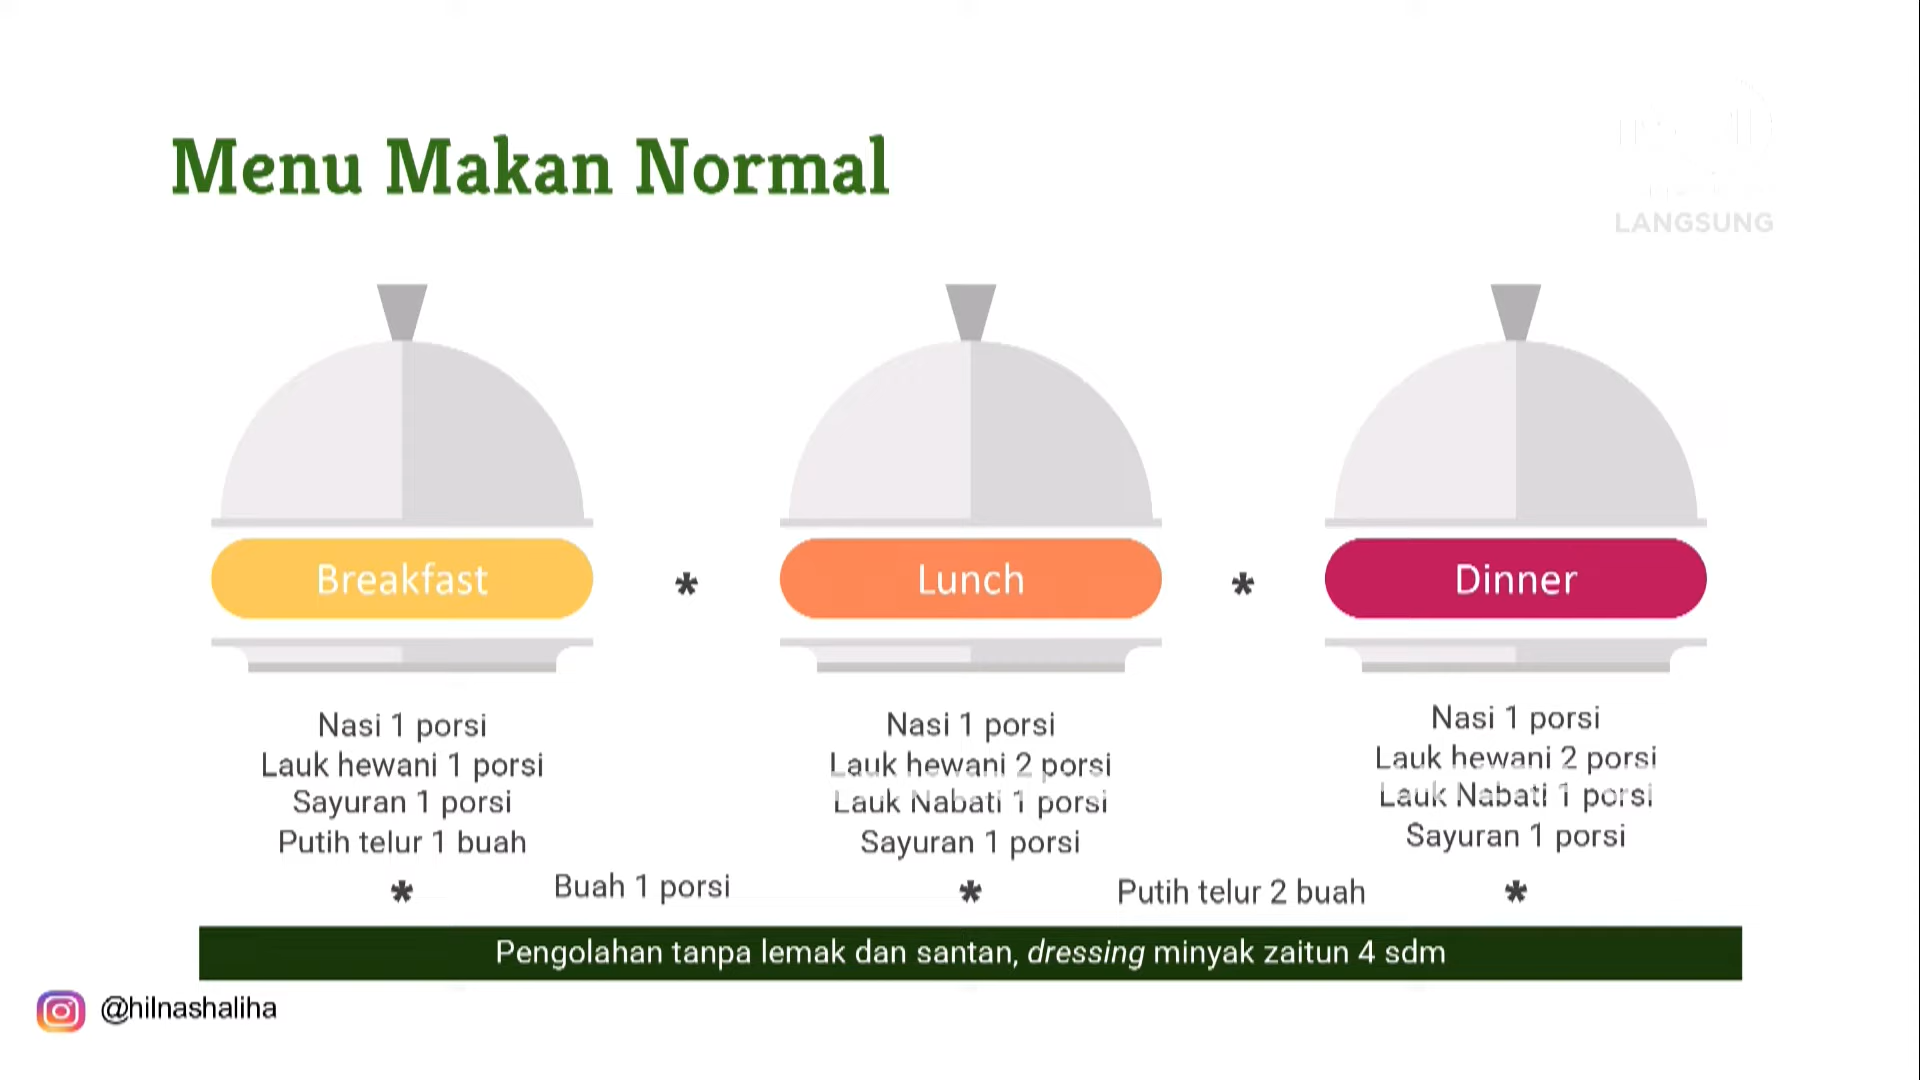 Menu Makan Normal
LANGSUNG
Breakfast
*
Lunch
*
Dinner
Nasi 1 porsi
Lauk hewani 1 porsi
Sayuran 1 porsi
Putih telur 1 buah
*
Buah 1 porsi
Nasi 1 porsi
Lauk hewani 2 porsi
Lauk Nabati 1 porsi
Sayuran 1 porsi
*
Putih telur 2 buah
Nasi 1 porsi
Lauk hewani 2 porsi
Lauk Nabati 1 porsi
Sayuran 1 porsi
*
Pengolahan tanpa lemak dan santan, dressing minyak zaitun 4 sdm
@hilnashaliha